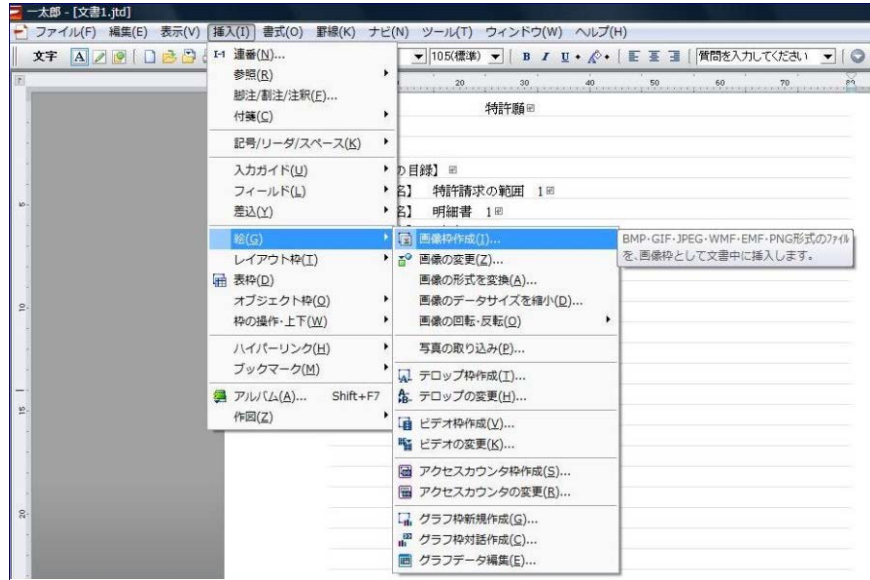 一太郎 - [文書1.jtd]
ファイル(F) 編集(E) 表示(V) 挿入(I) 書式(O) 罫線(K) ナビ(N) ツール(T) ウィンドウ(W) ヘルプ(H)
文字 A 10.5(標準) B I U 質問を入力してください
20 30 40 50 60 70
連番(N)...
参照(R)
脚注/割注/注釈(F)...
付箋(C)
記号/リーダ/スペース(K)
入力ガイド(U)
フィールド(L)
差込(Y)
絵(G)
レイアウト枠(T)
表枠(D)
オブジェクト枠(O)
枠の操作・上下(W)
ハイパーリンク(H)
ブックマーク(M)
アルバム(A)... Shift+F7
作図(Z)
特許願
の目録】
名】 特許請求の範囲 1
名】 明細書 1
画像枠作成(I)...
画像の変更(Z)...
画像の形式を変換(A)...
画像のデータサイズを縮小(D)...
画像の回転・反転(O)
写真の取り込み(P)...
テロップ枠作成(T)...
テロップの変更(H)...
ビデオ枠作成(V)...
ビデオの変更(K)...
アクセスカウンタ枠作成(S)...
アクセスカウンタの変更(R)...
グラフ枠新規作成(G)...
グラフ枠対話作成(C)...
グラフデータ編集(E)...
BMP・GIF・JPEG・WMF・EMF・PNG形式のファイル
を、画像枠として文書中に挿入します。